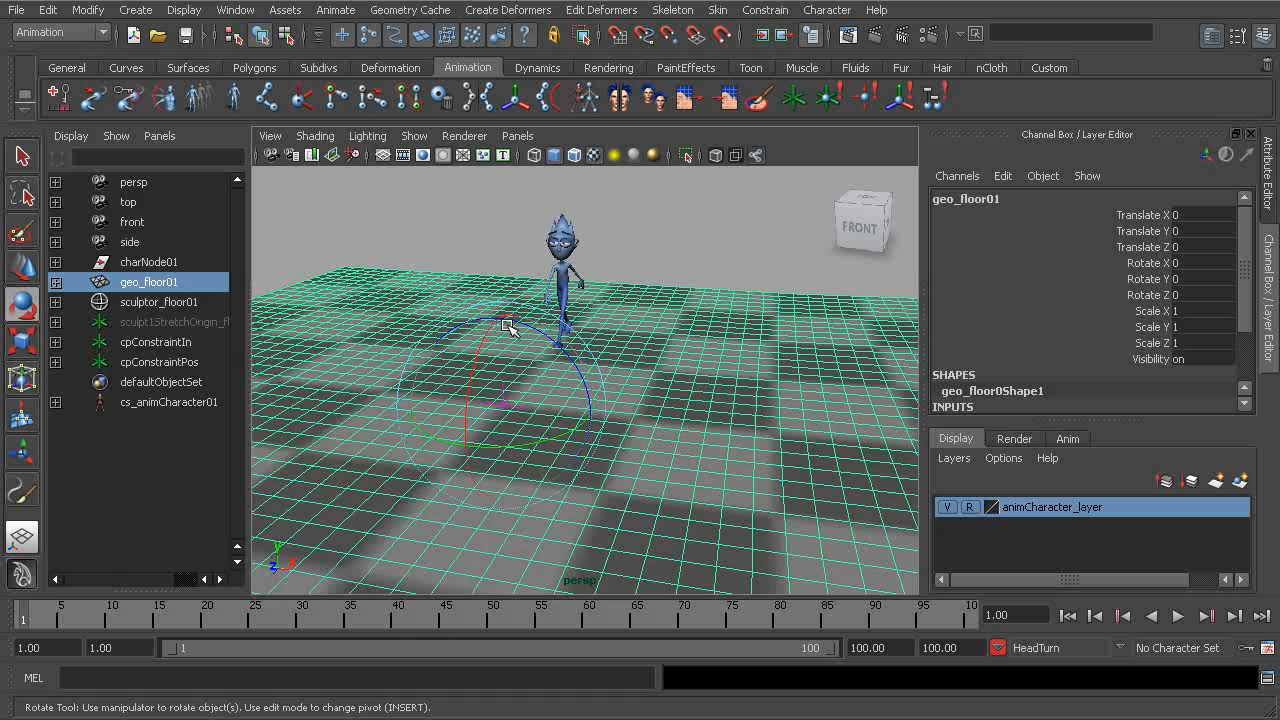 File Edit Modify Create Display Window Assets Animate Geometry Cache Create Deformers Edit Deformers Skeleton Skin Constrain Character Help
Animation
General Curves Surfaces Polygons Subdivs Deformation Animation Dynamics Rendering PaintEffects Toon Muscle Fluids Fur Hair nCloth Custom
Display Show Panels
View Shading Lighting Show Renderer Panels
Channel Box / Layer Editor
Channels Edit Object Show
persp
top
front
side
charNode01
geo_floor01
sculptor_floor01
sculpt1StretchOrigin_fl
cpConstraintIn
cpConstraintPos
defaultObjectSet
cs_animCharacter01
FRONT
y
z
persp
geo_floor01
Translate X 0
Translate Y 0
Translate Z 0
Rotate X 0
Rotate Y 0
Rotate Z 0
Scale X 1
Scale Y 1
Scale Z 1
Visibility on
SHAPES
geo_floor0Shape1
INPUTS
Display Render Anim
Layers Options Help
V R animCharacter_layer
Attribute Editor
Channel Box / Layer Editor
1 5 10 15 20 25 30 35 40 45 50 55 60 65 70 75 80 85 90 95 10
1.00
1.00 1.00 1 100 100.00 100.00 HeadTurn No Character Set
MEL
Rotate Tool: Use manipulator to rotate object(s). Use edit mode to change pivot (INSERT).